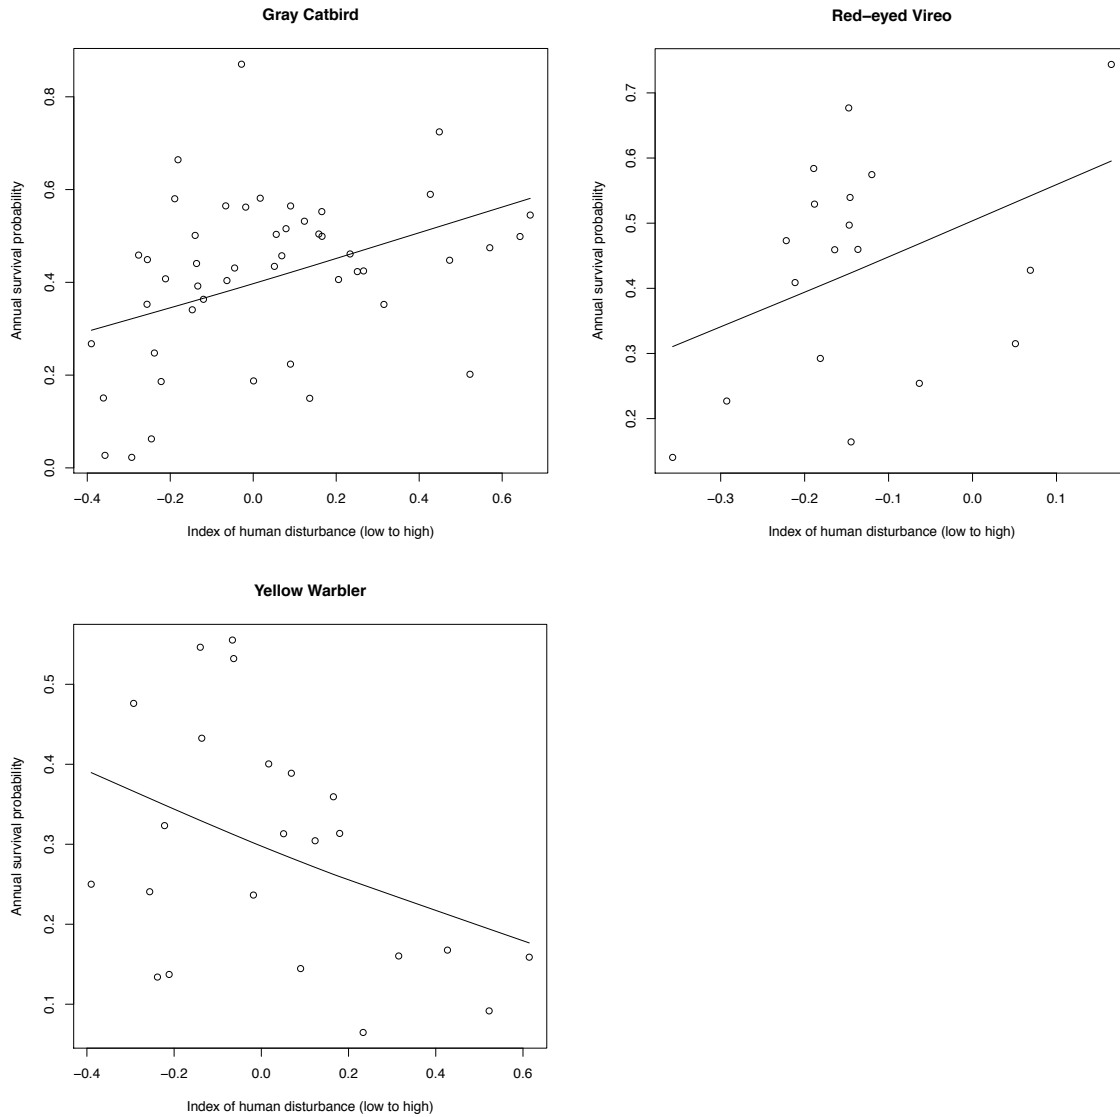 Gray Catbird
0.8
0.6
0.4
0.2
0.0
Annual survival probability
−0.4 −0.2 0.0 0.2 0.4 0.6
Index of human disturbance (low to high)
Red−eyed Vireo
0.7
0.6
0.5
0.4
0.3
0.2
Annual survival probability
−0.3 −0.2 −0.1 0.0 0.1
Index of human disturbance (low to high)
Yellow Warbler
0.5
0.4
0.3
0.2
0.1
Annual survival probability
−0.4 −0.2 0.0 0.2 0.4 0.6
Index of human disturbance (low to high)